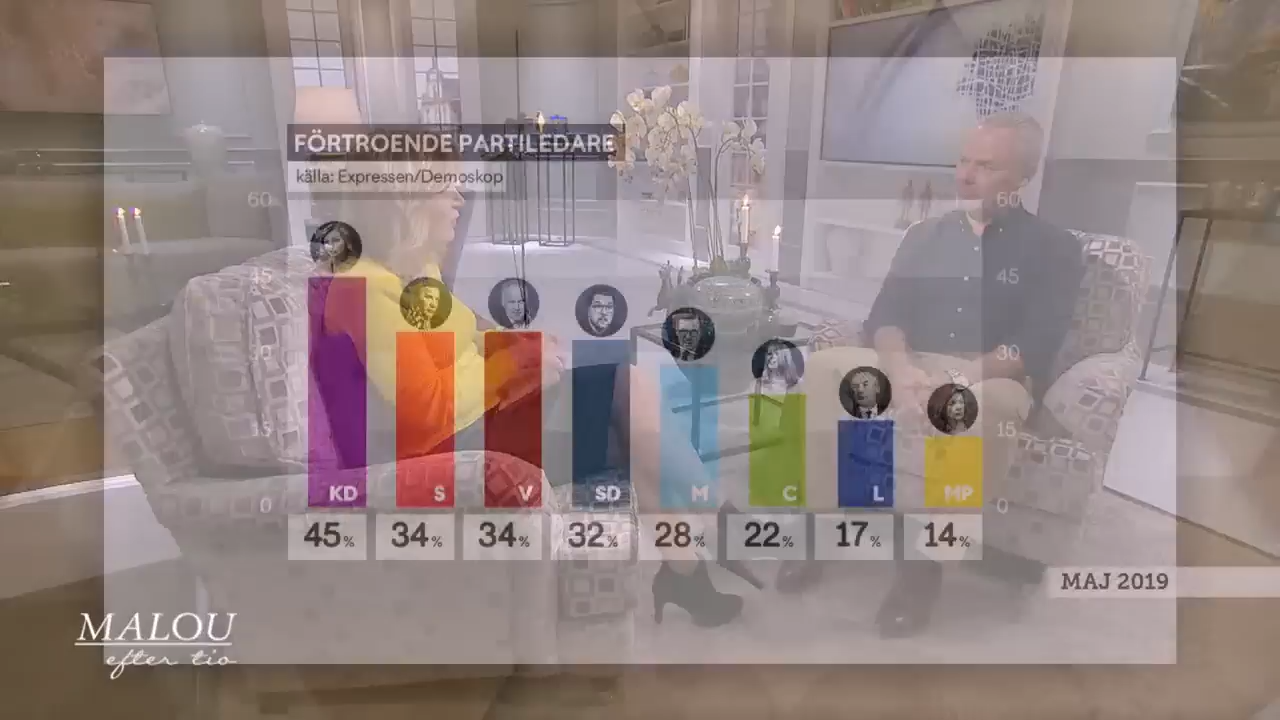 FÖRTROENDE PARTILEDARE
källa: Expressen/Demoskop
60 60
45 45
30 30
15 15
0 0
KD S V SD M C L MP
45% 34% 34% 32% 28% 22% 17% 14%
MAJ 2019
MALOU
efter tio